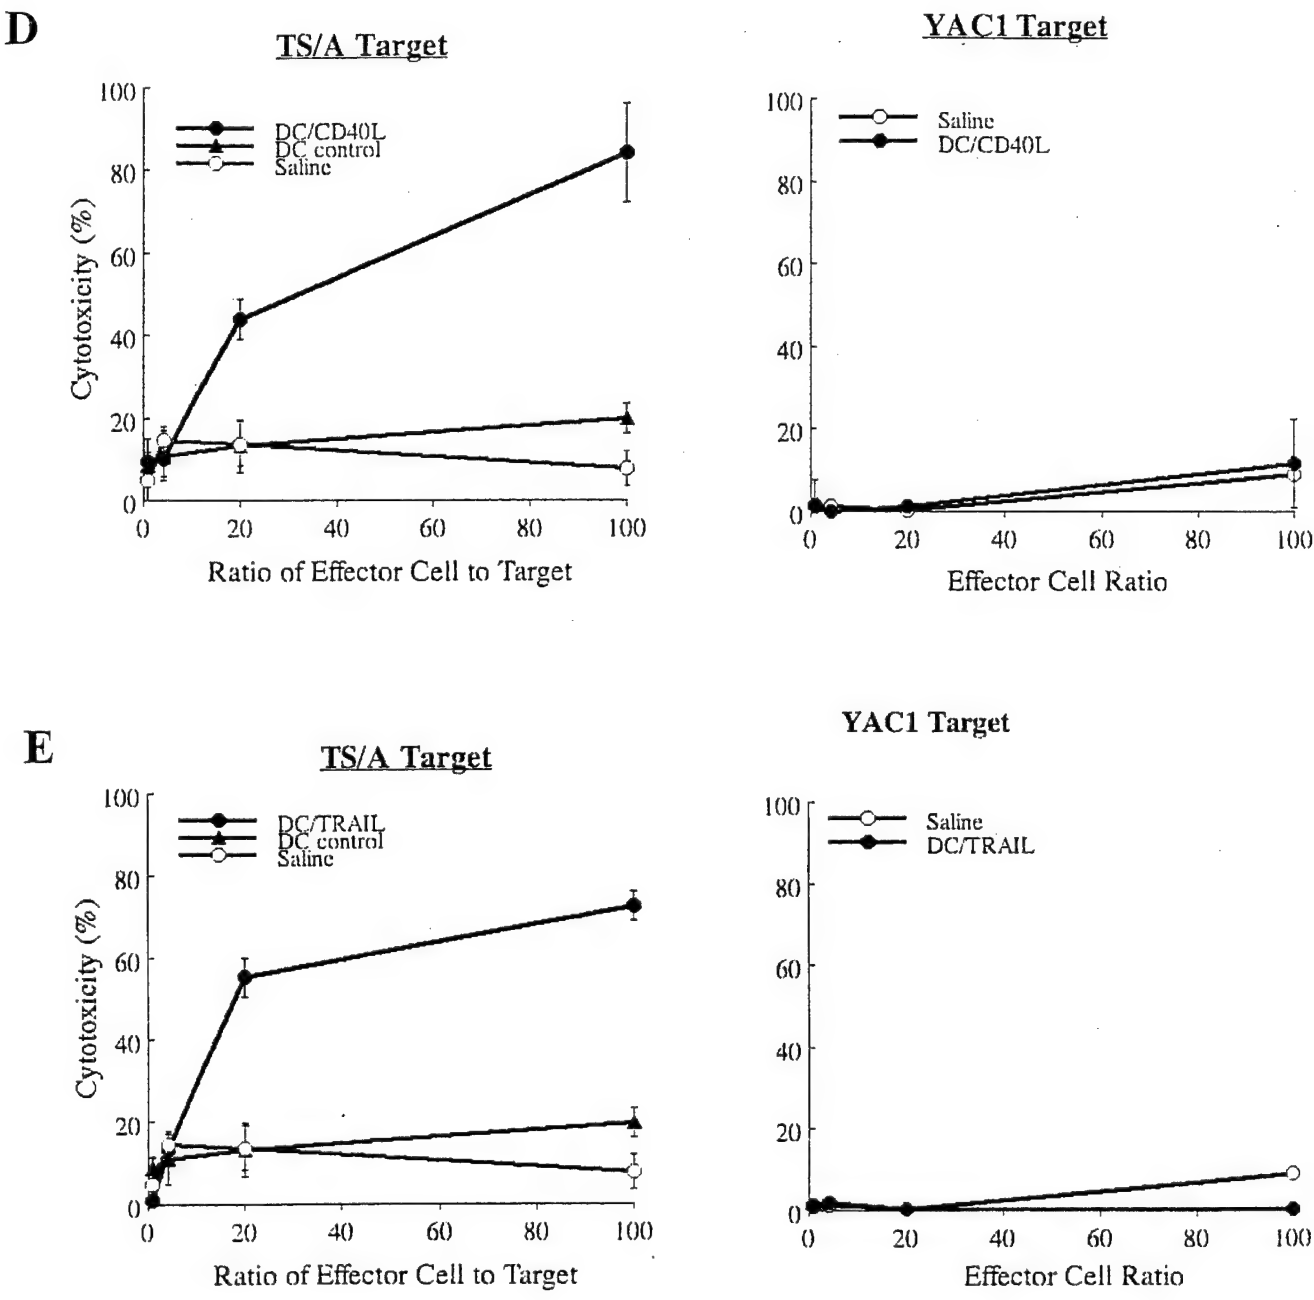 D
TS/A Target
100
80
60
40
20
0
DC/CD40L
DC control
Saline
Cytotoxicity (%)
0 20 40 60 80 100
Ratio of Effector Cell to Target
YAC1 Target
100
80
60
40
20
0
Saline
DC/CD40L
0 20 40 60 80 100
Effector Cell Ratio
E
TS/A Target
100
80
60
40
20
0
DC/TRAIL
DC control
Saline
Cytotoxicity (%)
0 20 40 60 80 100
Ratio of Effector Cell to Target
YAC1 Target
100
80
60
40
20
0
Saline
DC/TRAIL
0 20 40 60 80 100
Effector Cell Ratio